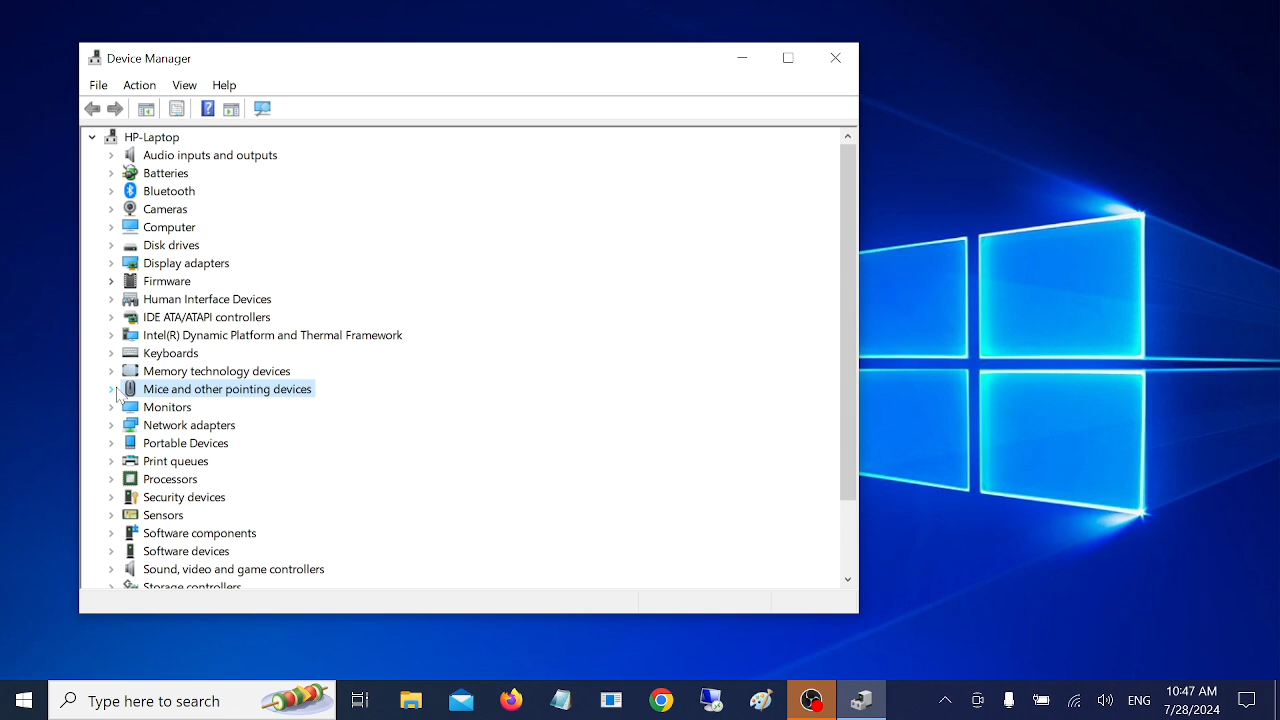 Device Manager
File Action View Help
HP-Laptop
Audio inputs and outputs
Batteries
Bluetooth
Cameras
Computer
Disk drives
Display adapters
Firmware
Human Interface Devices
IDE ATA/ATAPI controllers
Intel(R) Dynamic Platform and Thermal Framework
Keyboards
Memory technology devices
Mice and other pointing devices
Monitors
Network adapters
Portable Devices
Print queues
Processors
Security devices
Sensors
Software components
Software devices
Sound, video and game controllers
Storage controllers
Type here to search
ENG
10:47 AM
7/28/2024